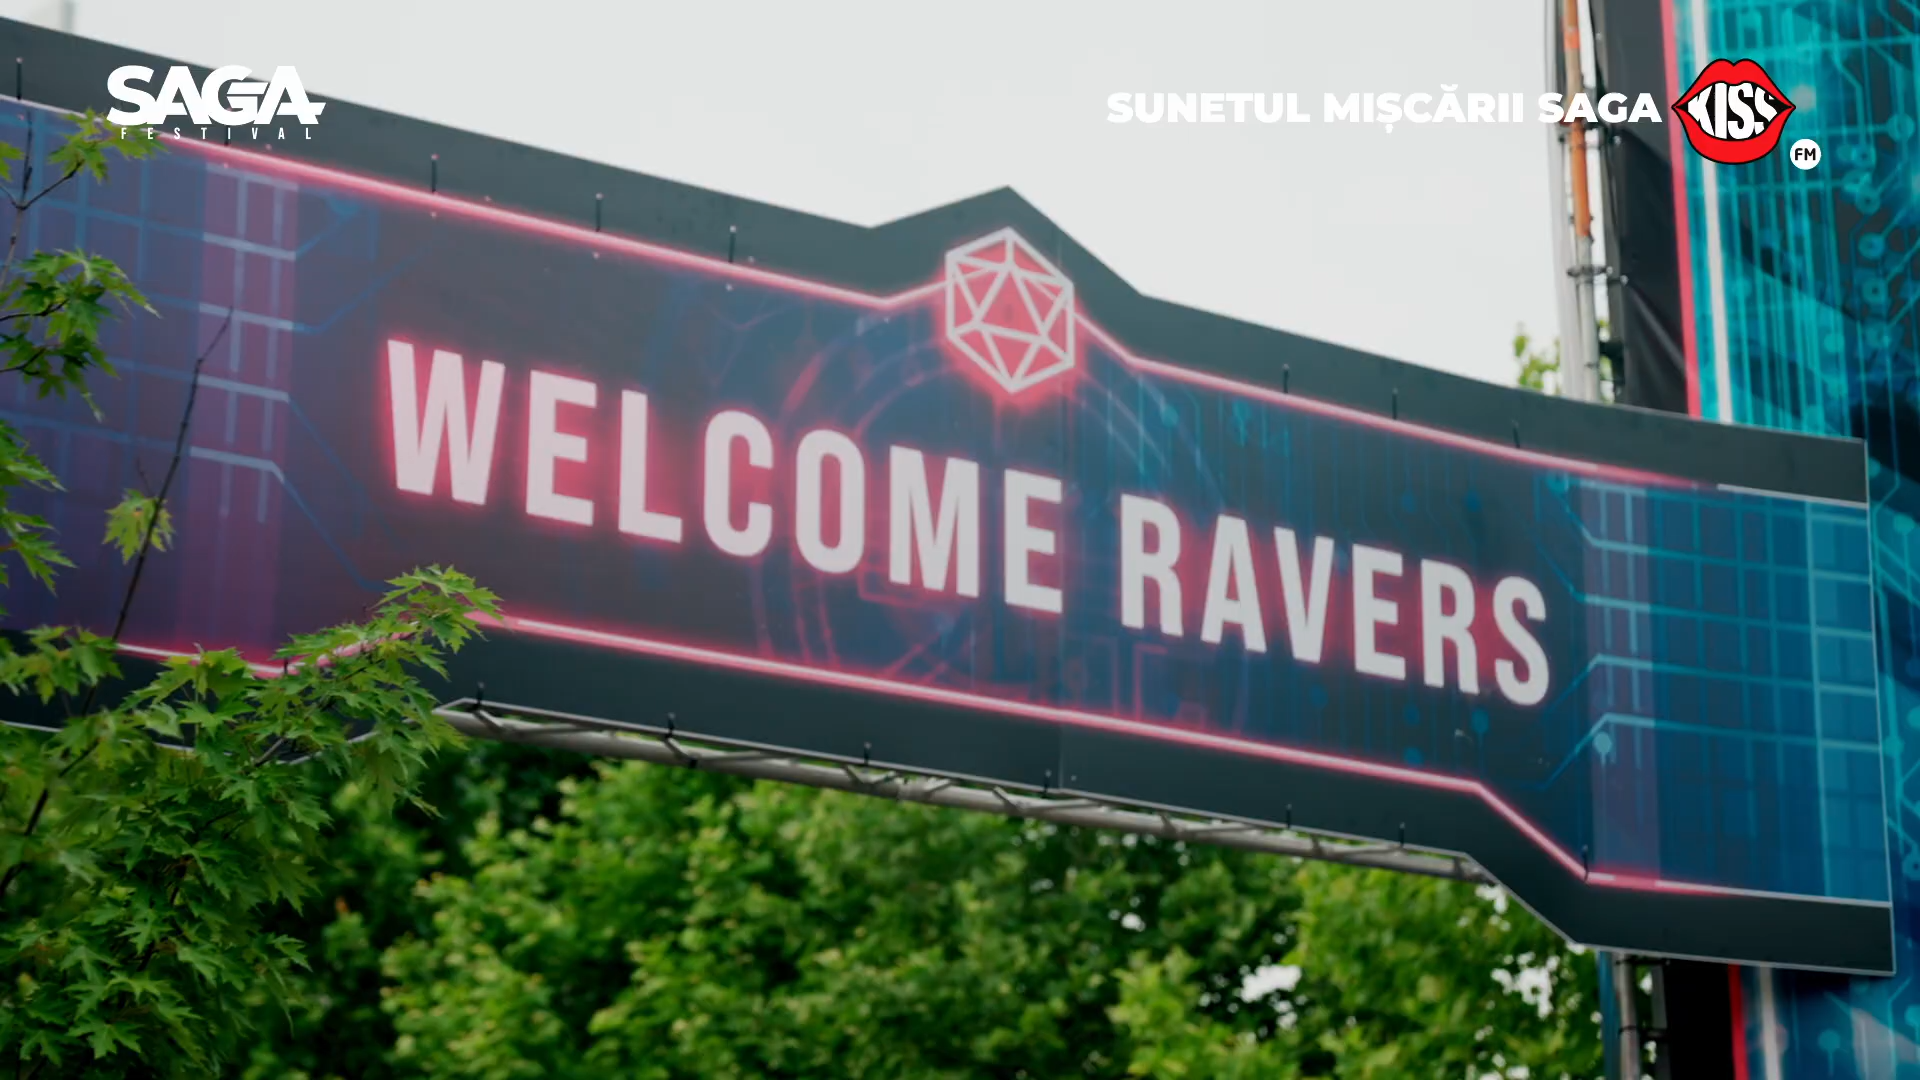 SAGA
FESTIVAL
SUNETUL MIȘCĂRII SAGA
KISS
FM
WELCOME RAVERS